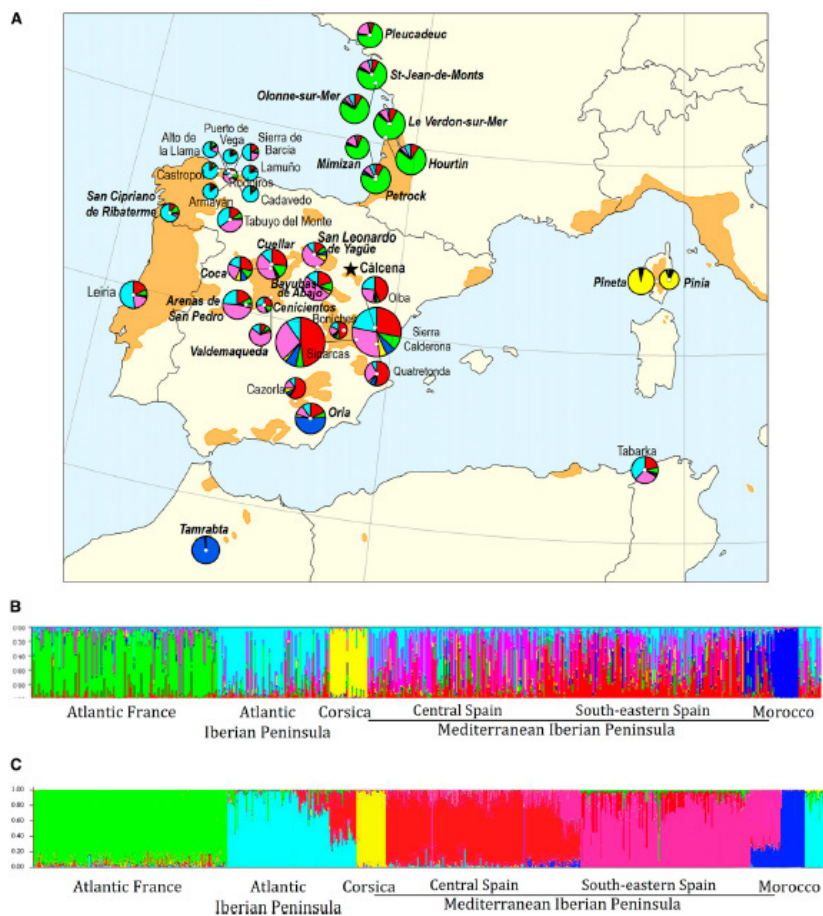 A
Pleucadeuc
St-Jean-de-Monts
Olonne-sur-Mer
Le Verdon-sur-Mer
Mimizan
Hourtin
Petrock
Alto de
la Llama
Puerto de
Vega
Sierra de
Barcia
Castropol
Lamuño
Rodoiros
Armayán
Cadavedo
San Cipriano
de Ribaterme
Tabuyo del Monte
Cuellar
San Leonardo
de Yagüe
Coca
Cálcena
Bayubas
de Abajo
Olba
Leiria
Arenas de
San Pedro
Cenicientos
Boniches
Valdemaqueda
Sinarcas
Sierra
Calderona
Quatretonda
Cazorla
Oria
Pineta
Pinia
Tabarka
Tamrabta
B
Atlantic France
Atlantic
Iberian Peninsula
Corsica
Central Spain
South-eastern Spain
Mediterranean Iberian Peninsula
Morocco
C
1.00
0.80
0.60
0.40
0.20
0.00
Atlantic France
Atlantic
Iberian Peninsula
Corsica
Central Spain
South-eastern Spain
Mediterranean Iberian Peninsula
Morocco